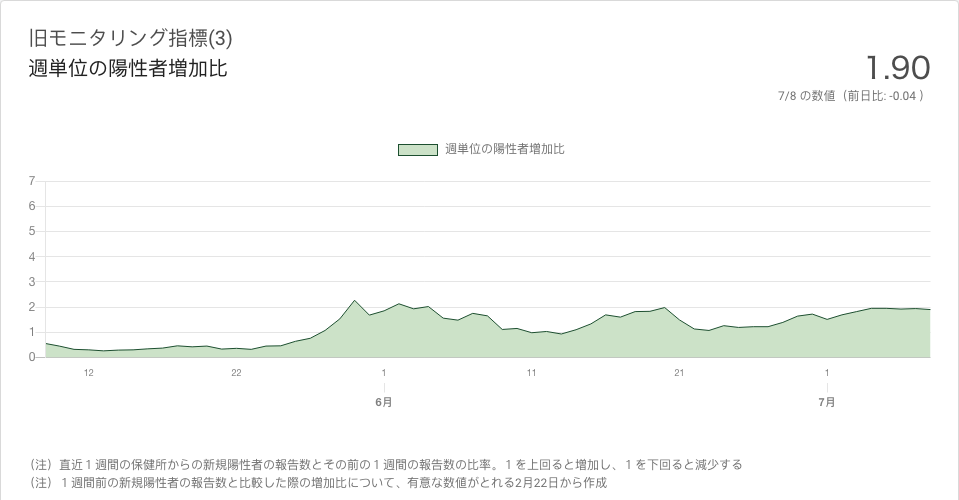 旧モニタリング指標(3)
週単位の陽性者増加比
1.90
7/8 の数値（前日比: -0.04 ）
週単位の陽性者増加比
7
6
5
4
3
2
1
0
12 22 1 11 21 1
6月 7月
（注）直近１週間の保健所からの新規陽性者の報告数とその前の１週間の報告数の比率。１を上回ると増加し、１を下回ると減少する
（注）１週間前の新規陽性者の報告数と比較した際の増加比について、有意な数値がとれる2月22日から作成